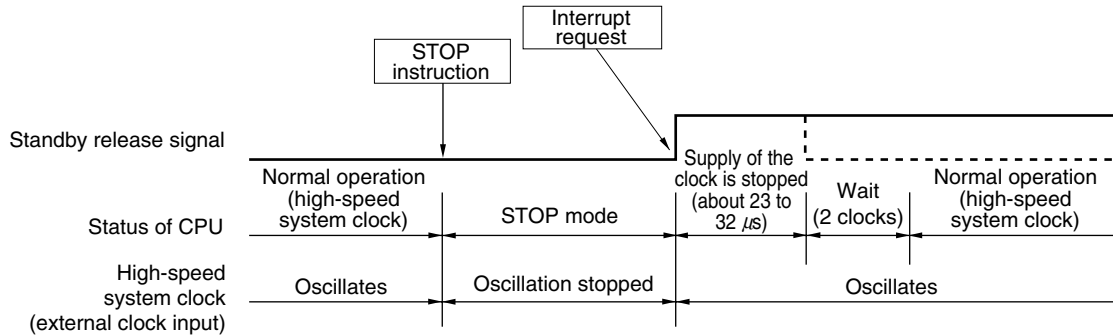 Interrupt
request
STOP
instruction
Standby release signal
Supply of the
clock is stopped
(about 23 to
32 µs)
Normal operation
(high-speed
system clock)
Wait
(2 clocks)
Normal operation
(high-speed
system clock)
Status of CPU
STOP mode
High-speed
system clock
(external clock input)
Oscillates
Oscillation stopped
Oscillates